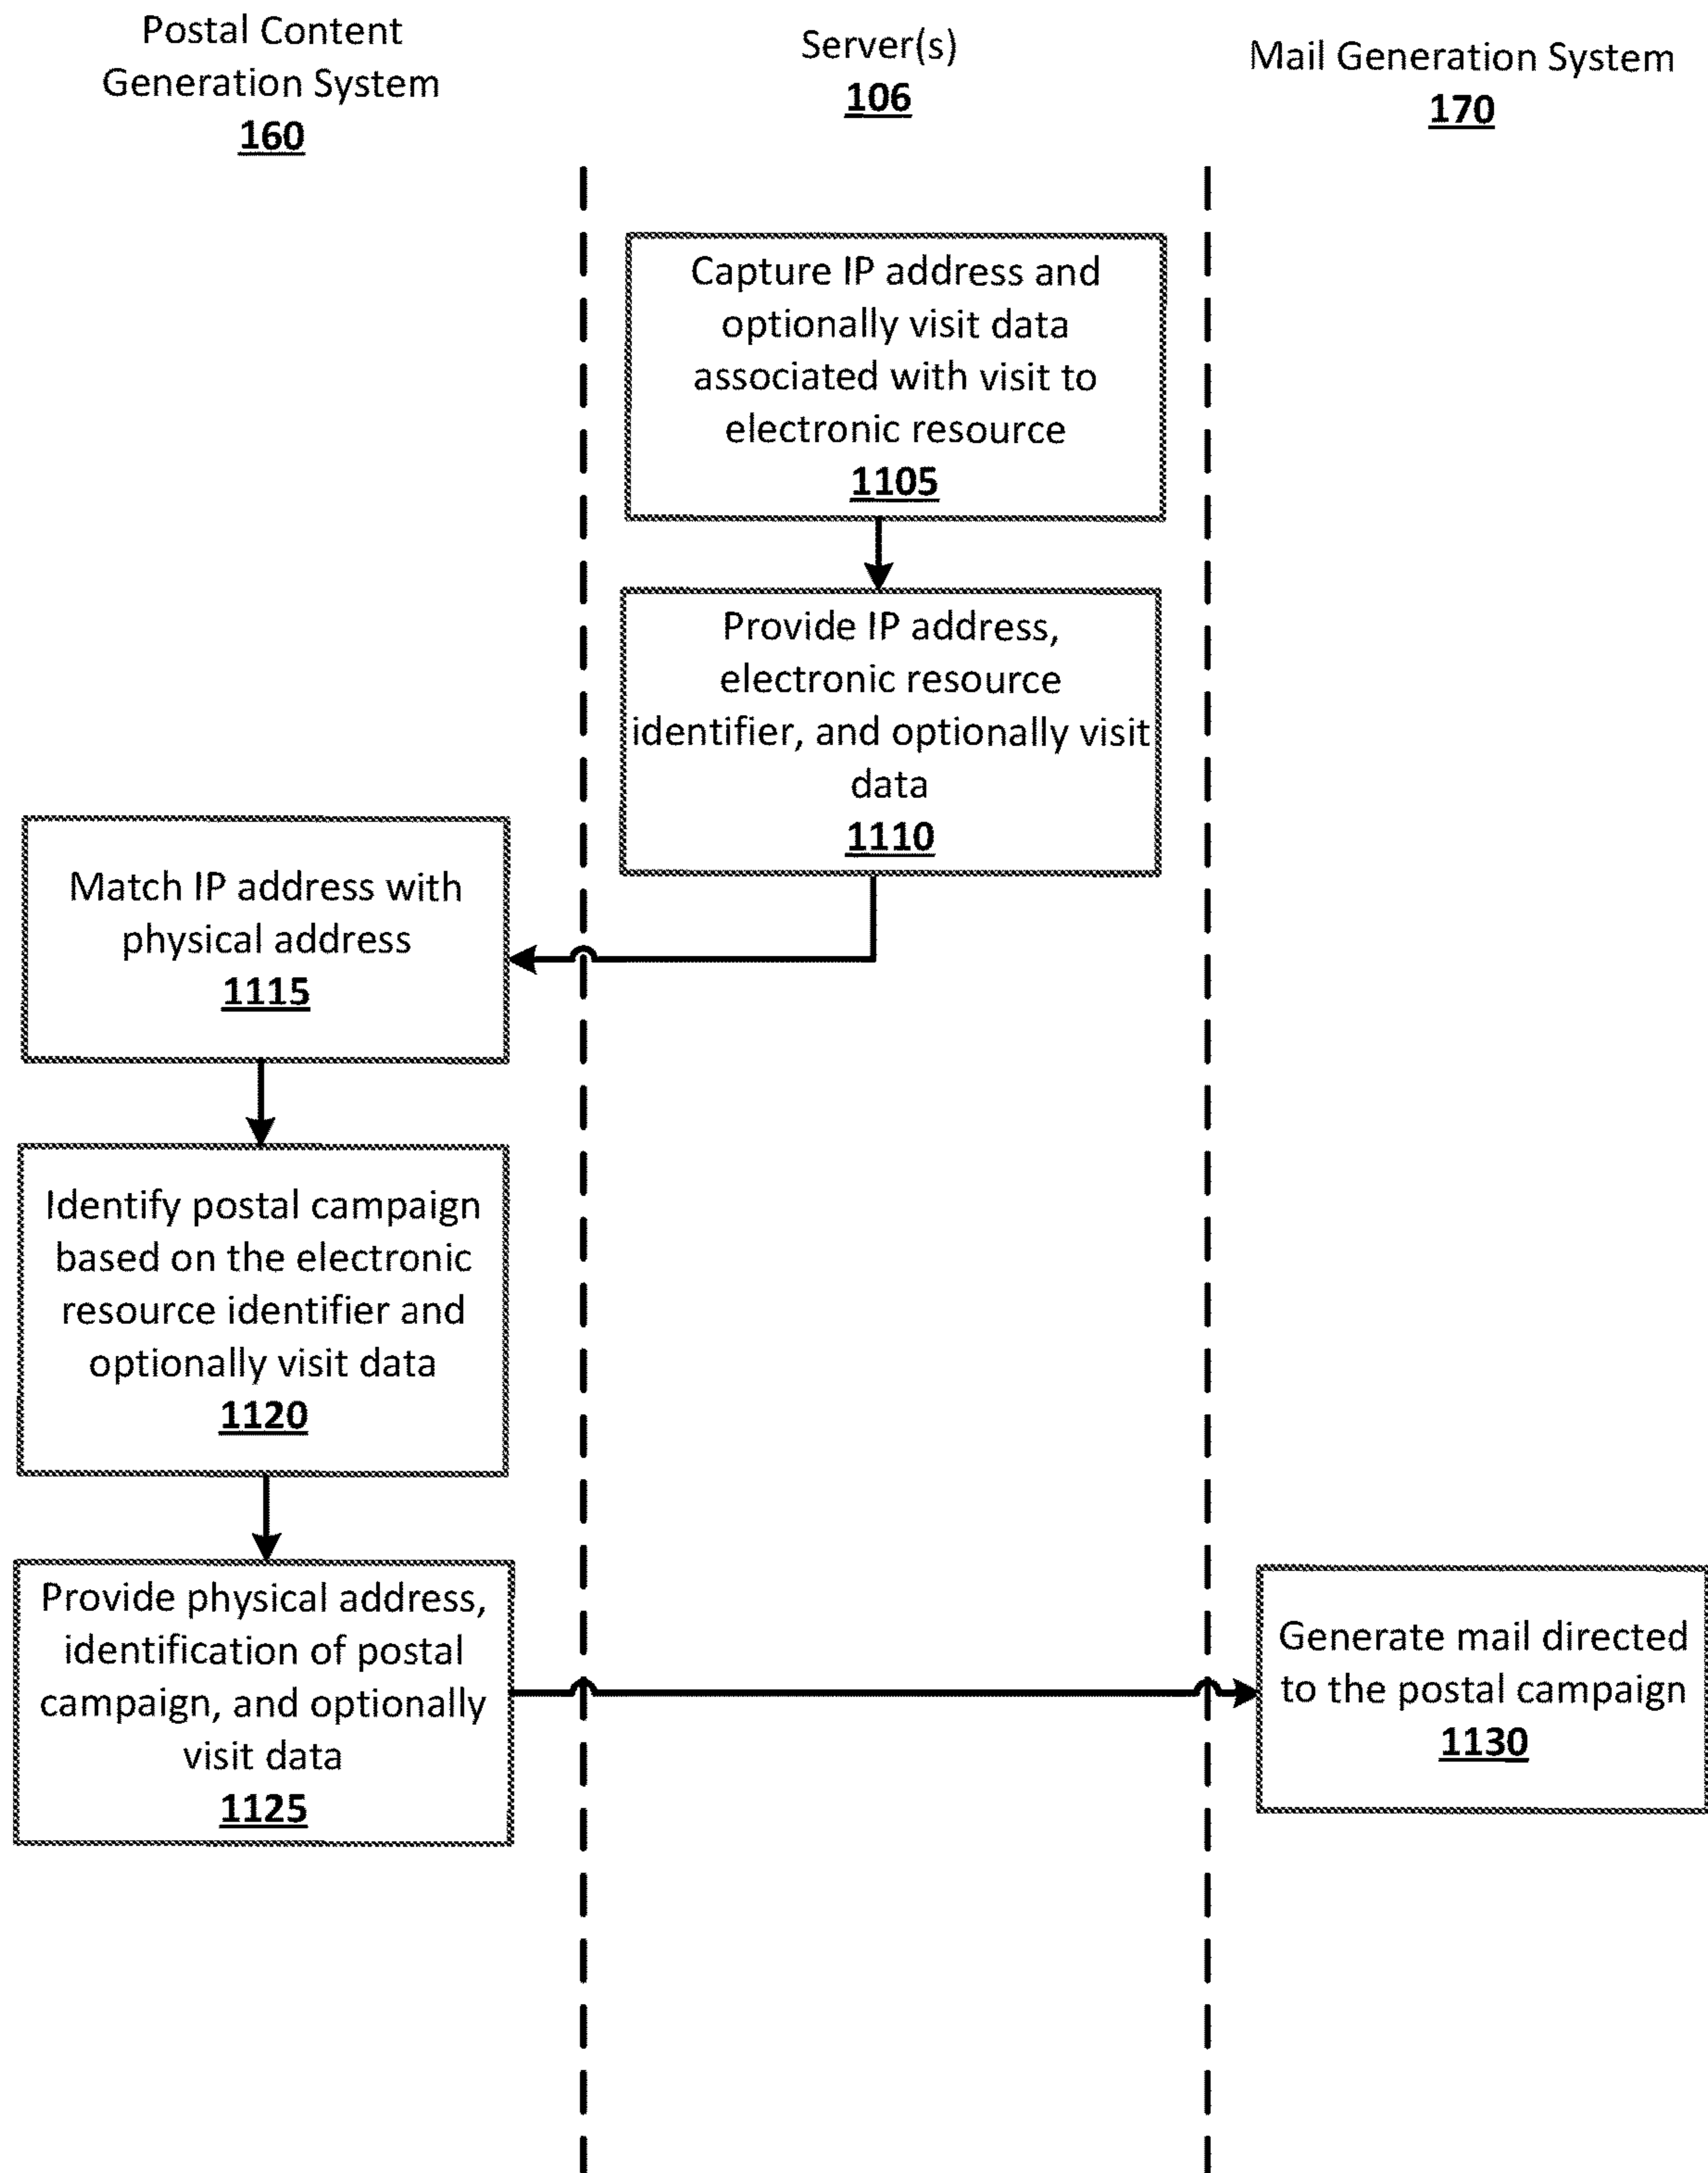 Postal Content
Generation System
160
Server(s)
106
Mail Generation System
170
Capture IP address and
optionally visit data
associated with visit to
electronic resource
1105
Provide IP address,
electronic resource
identifier, and optionally visit
data
1110
Match IP address with
physical address
1115
Identify postal campaign
based on the electronic
resource identifier and
optionally visit data
1120
Provide physical address,
identification of postal
campaign, and optionally
visit data
1125
Generate mail directed
to the postal campaign
1130